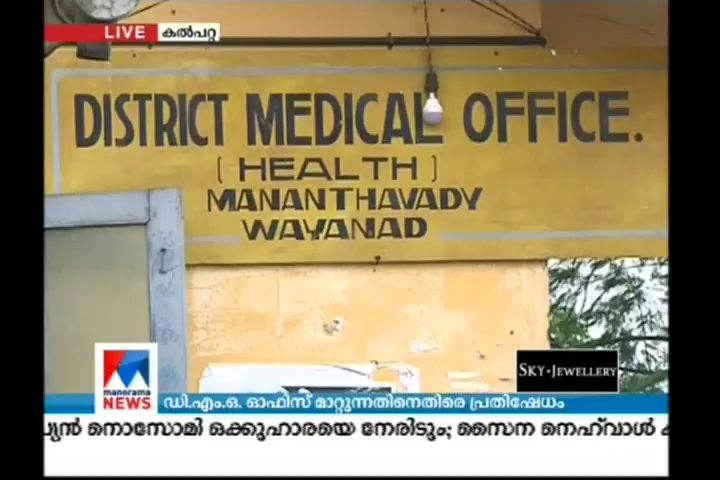 LIVE കൽപറ്റ
DISTRICT MEDICAL OFFICE.
(HEALTH)
MANANTHAVADY
WAYANAD
SKY·JEWELLERY
manorama
NEWS
ഡി.എം.ഒ. ഓഫിസ് മാറ്റുന്നതിനെതിരെ പ്രതിഷേധം
നൊസോമി ഒക്കുഹാരയെ നേരിടും; സൈന നെഹ്‌വാൾ